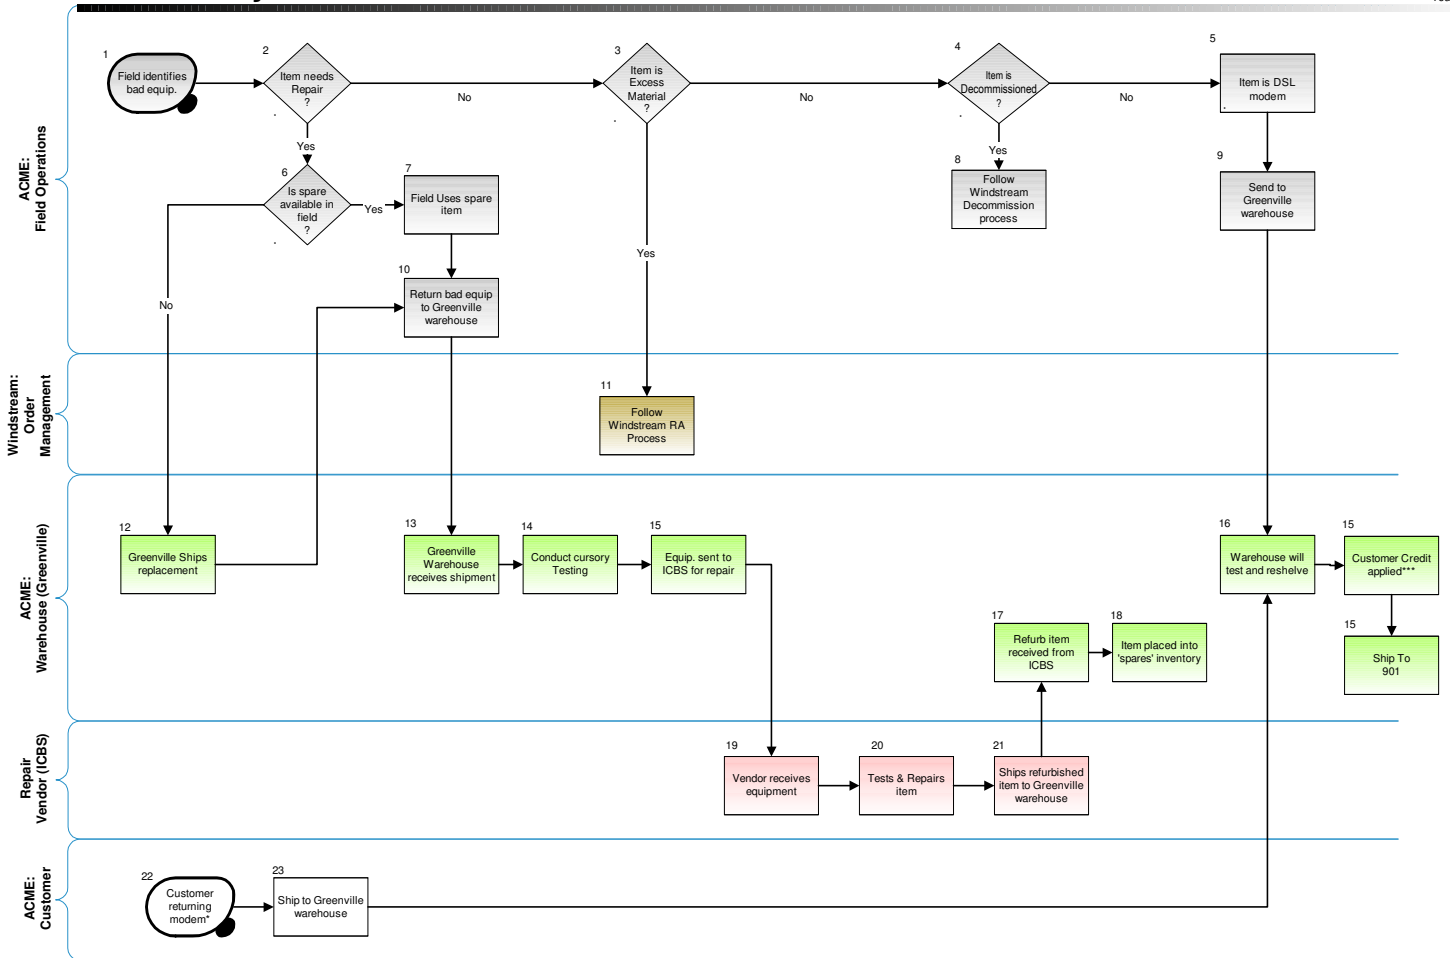 1
Field identifies
bad equip.
2
Item needs
Repair
?
No
3
Item is
Excess
Material
?
No
4
Item is
Decommissioned
?
No
5
Item is DSL
modem
Yes
6
Is spare
available in
field
?
Yes
7
Field Uses spare
item
Yes
8
Follow
Windstream
Decommission
process
9
Send to
Greenville
warehouse
ACME:
Field Operations
No
10
Return bad equip
to Greenville
warehouse
Yes
Windstream:
Order
Management
11
Follow
Windstream RA
Process
ACME:
Warehouse (Greenville)
12
Greenville Ships
replacement
13
Greenville
Warehouse
receives shipment
14
Conduct cursory
Testing
15
Equip. sent to
ICBS for repair
16
Warehouse will
test and reshelve
15
Customer Credit
applied***
17
Refurb item
received from
ICBS
18
Item placed into
'spares' inventory
15
Ship To
901
Repair
Vendor (ICBS)
19
Vendor receives
equipment
20
Tests & Repairs
item
21
Ships refurbished
item to Greenville
warehouse
ACME:
Customer
22
Customer
returning
modem*
23
Ship to Greenville
warehouse